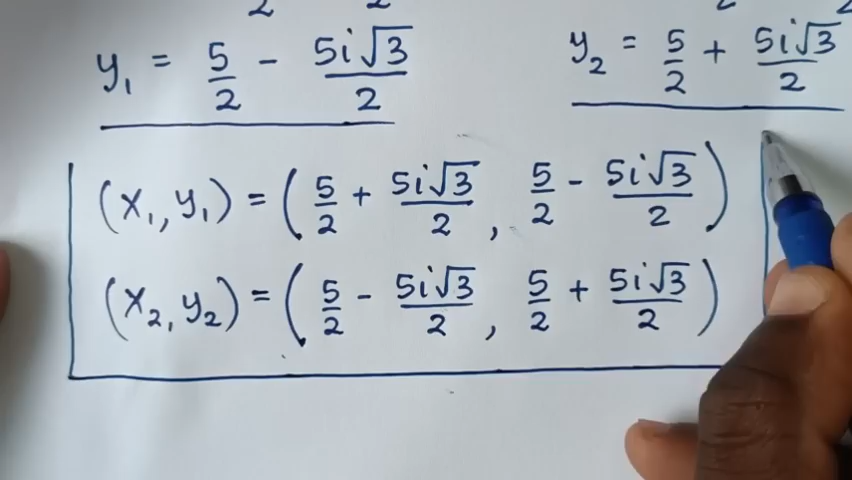 y₁ = 5/2 - 5i√3/2
y₂ = 5/2 + 5i√3/2
(x₁, y₁) = (5/2 + 5i√3/2, 5/2 - 5i√3/2)
(x₂, y₂) = (5/2 - 5i√3/2, 5/2 + 5i√3/2)